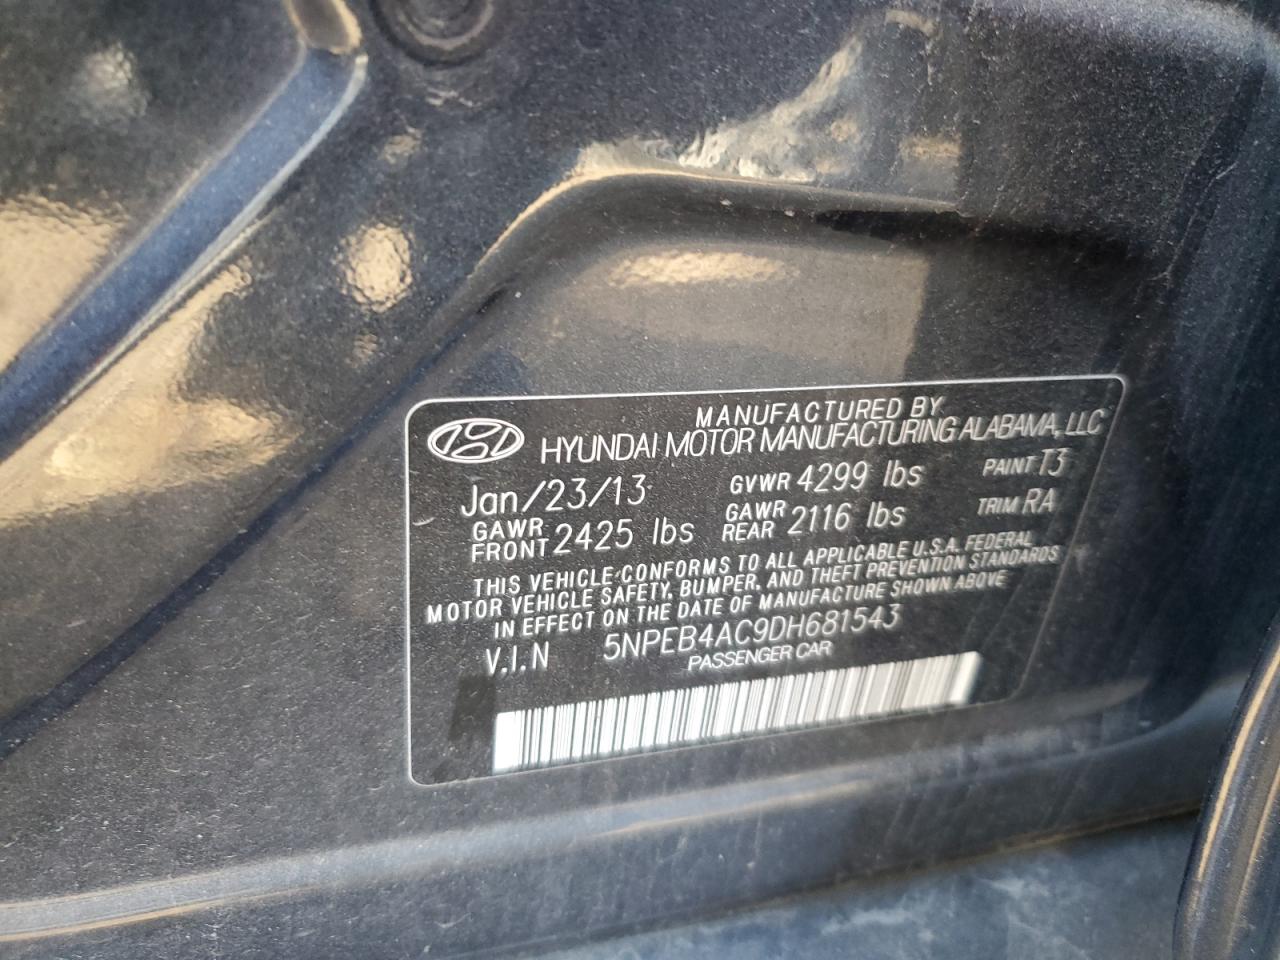 MANUFACTURED BY
HYUNDAI MOTOR MANUFACTURING ALABAMA, LLC
Jan/23/13 GVWR 4299 lbs PAINT T3
GAWR FRONT 2425 lbs GAWR REAR 2116 lbs TRIM RA
THIS VEHICLE CONFORMS TO ALL APPLICABLE U.S.A. FEDERAL
MOTOR VEHICLE SAFETY, BUMPER, AND THEFT PREVENTION STANDARDS
IN EFFECT ON THE DATE OF MANUFACTURE SHOWN ABOVE
V.I.N 5NPEB4AC9DH681543
PASSENGER CAR